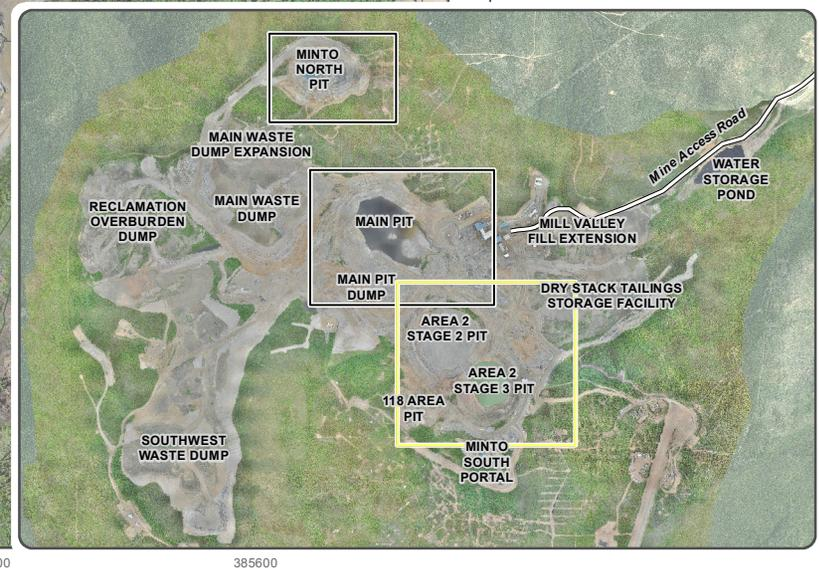 MINTO
NORTH
PIT
MAIN WASTE
DUMP EXPANSION
Mine Access Road
WATER
STORAGE
POND
RECLAMATION
OVERBURDEN
DUMP
MAIN WASTE
DUMP
MAIN PIT
MILL VALLEY
FILL EXTENSION
MAIN PIT
DUMP
DRY STACK TAILINGS
STORAGE FACILITY
AREA 2
STAGE 2 PIT
AREA 2
STAGE 3 PIT
118 AREA
PIT
SOUTHWEST
WASTE DUMP
MINTO
SOUTH
PORTAL
385600